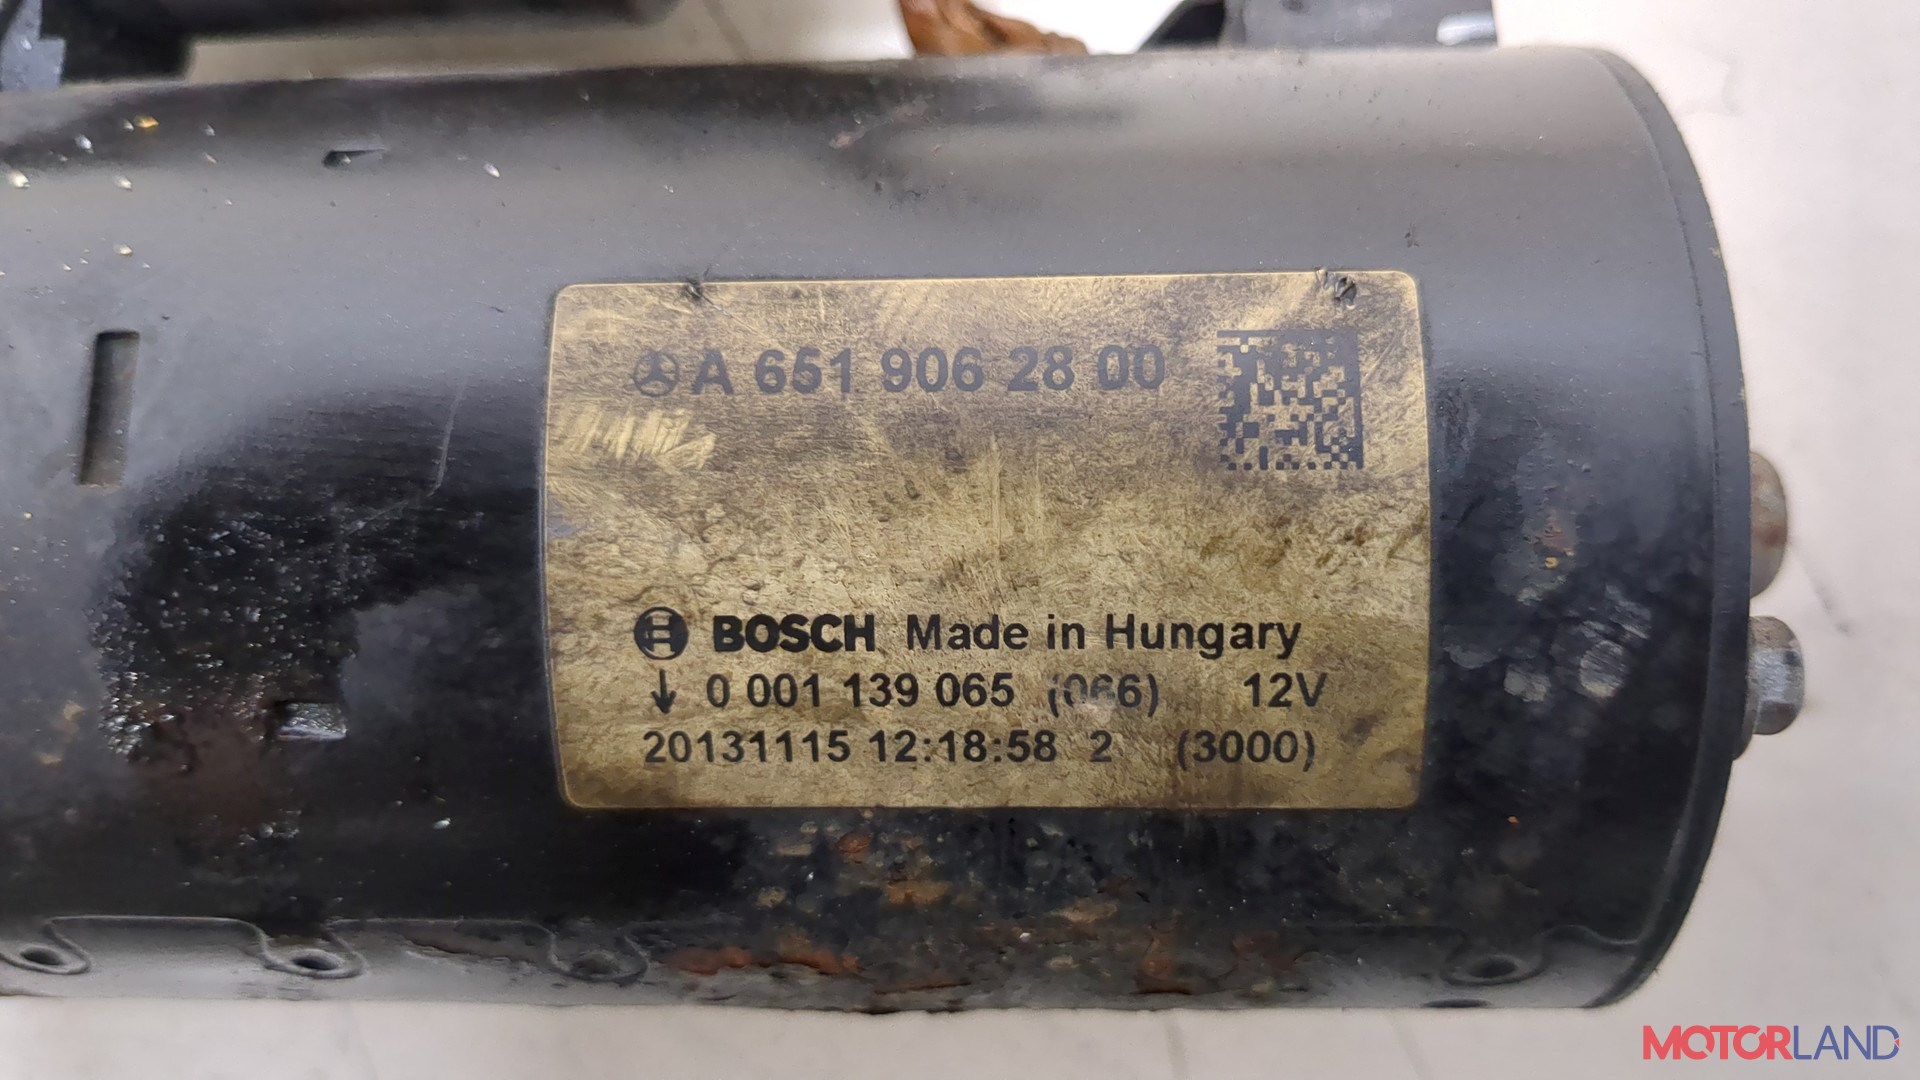 A 651 906 28 00
BOSCH Made in Hungary
↓ 0 001 139 065 (066) 12V
20131115 12:18:58 2 (3000)
MOTORLAND